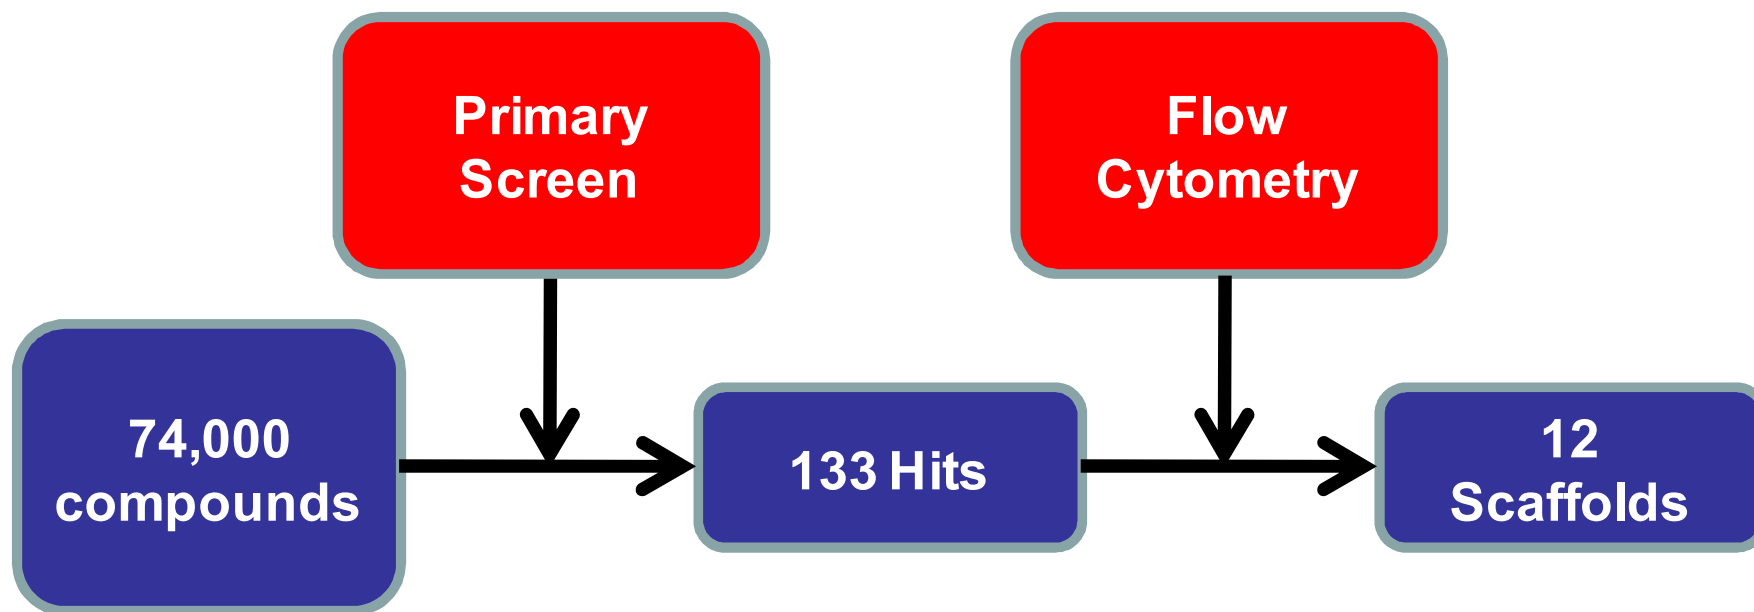 Primary
Screen
Flow
Cytometry
74,000
compounds
133 Hits
12
Scaffolds